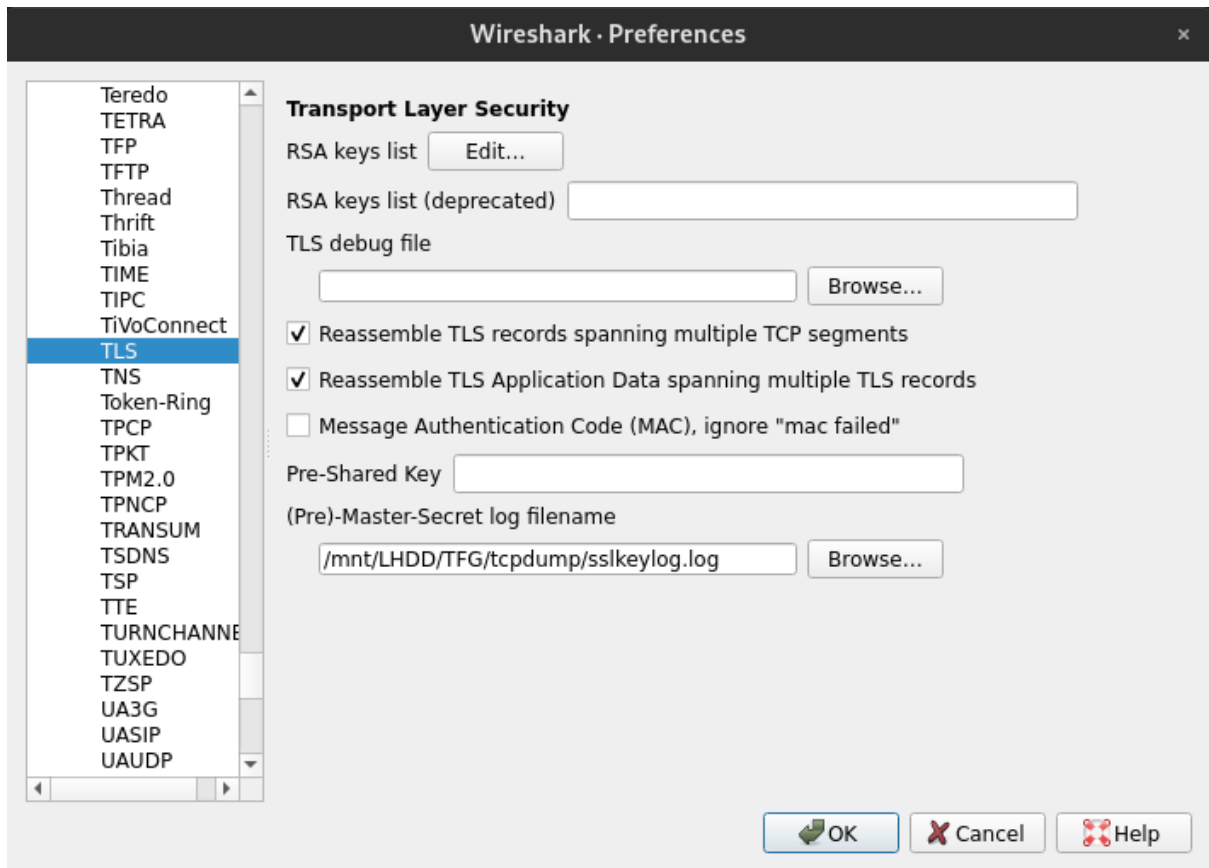 Wireshark · Preferences
Teredo
TETRA
TFP
TFTP
Thread
Thrift
Tibia
TIME
TIPC
TiVoConnect
TLS
TNS
Token-Ring
TPCP
TPKT
TPM2.0
TPNCP
TRANSUM
TSDNS
TSP
TTE
TURNCHANNE
TUXEDO
TZSP
UA3G
UASIP
UAUDP
Transport Layer Security
RSA keys list Edit...
RSA keys list (deprecated)
TLS debug file
Browse...
Reassemble TLS records spanning multiple TCP segments
Reassemble TLS Application Data spanning multiple TLS records
Message Authentication Code (MAC), ignore "mac failed"
Pre-Shared Key
(Pre)-Master-Secret log filename
/mnt/LHDD/TFG/tcpdump/sslkeylog.log Browse...
OK Cancel Help